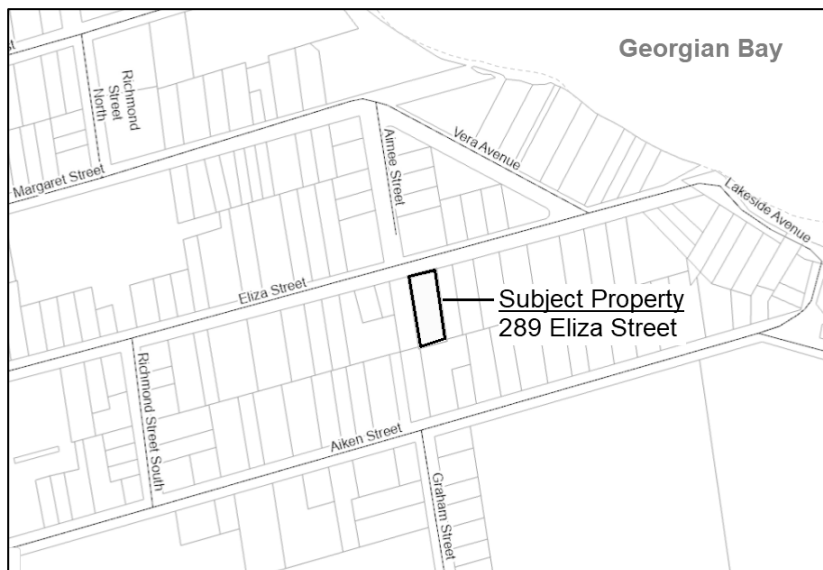 Georgian Bay
Richmond
Street
North
Margaret Street
Aimee Street
Vera Avenue
Lakeside Avenue
Eliza Street
Subject Property
289 Eliza Street
Richmond Street South
Aiken Street
Graham Street